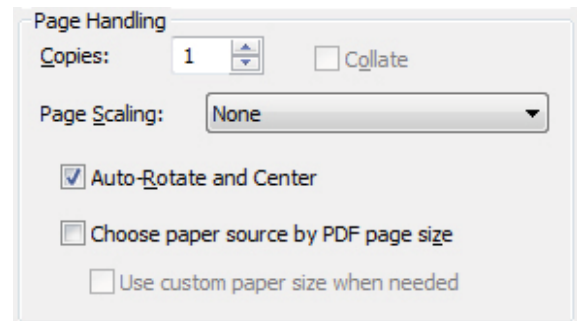 Page Handling
Copies: 1 Collate
Page Scaling: None
Auto-Rotate and Center
Choose paper source by PDF page size
Use custom paper size when needed